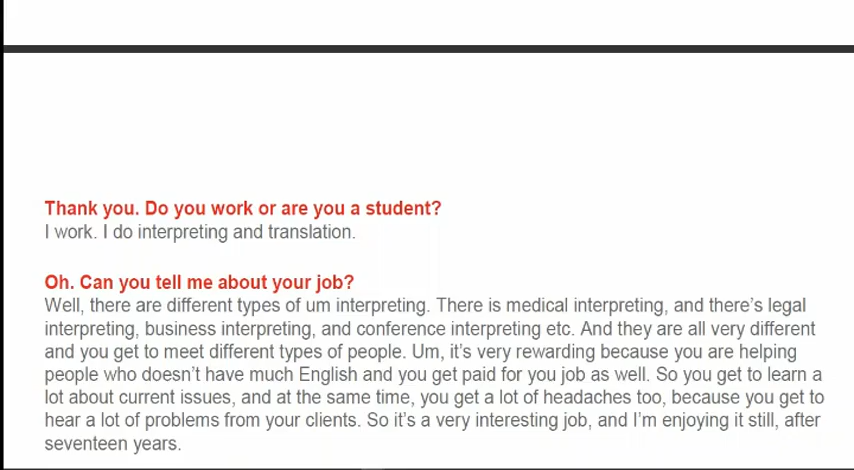 Thank you. Do you work or are you a student?
I work. I do interpreting and translation.
Oh. Can you tell me about your job?
Well, there are different types of um interpreting. There is medical interpreting, and there’s legal
interpreting, business interpreting, and conference interpreting etc. And they are all very different
and you get to meet different types of people. Um, it’s very rewarding because you are helping
people who doesn’t have much English and you get paid for you job as well. So you get to learn a
lot about current issues, and at the same time, you get a lot of headaches too, because you get to
hear a lot of problems from your clients. So it’s a very interesting job, and I’m enjoying it still, after
seventeen years.